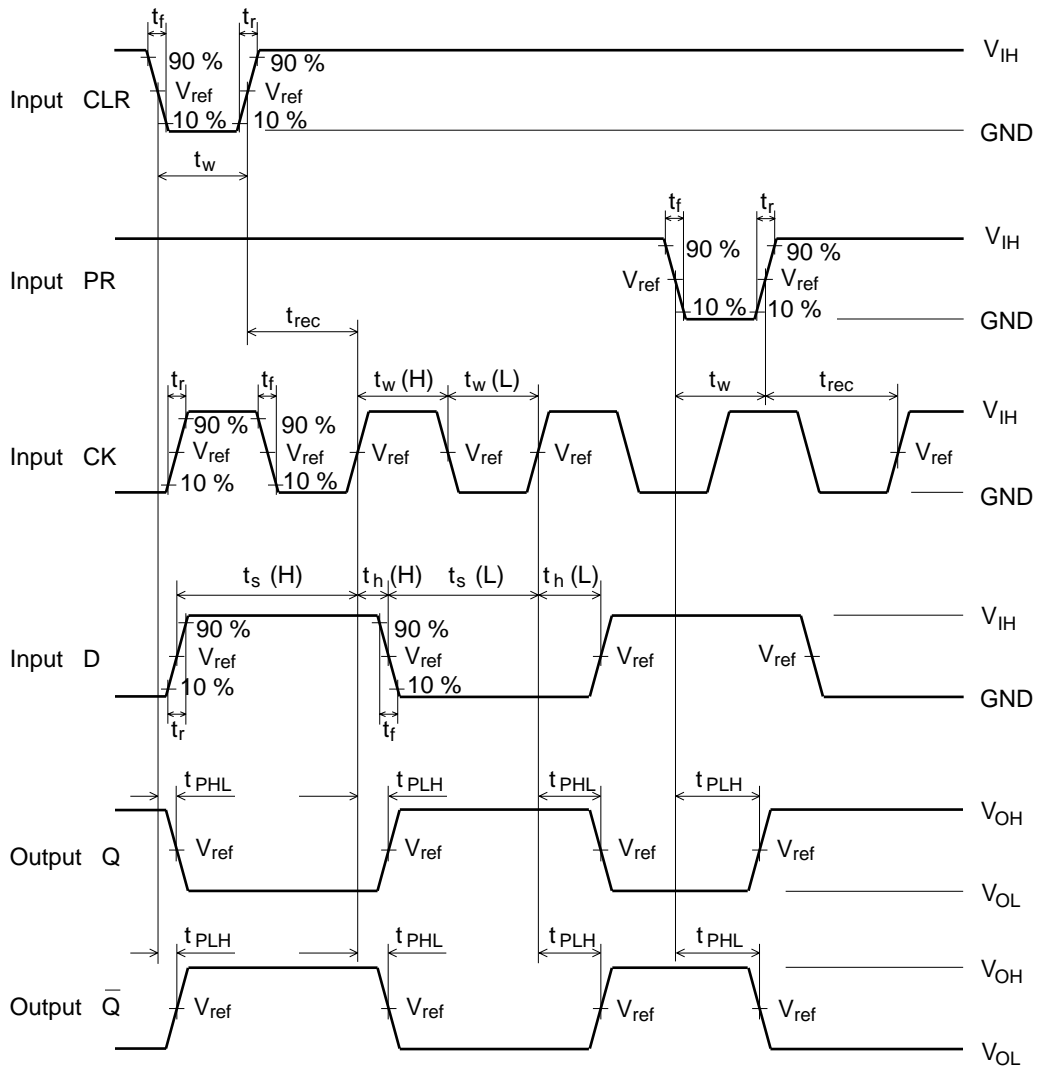 tf tr
90 % 90 % VIH
Input CLR Vref Vref
10 % 10 % GND
tw
tf tr
VIH
90 % 90 %
Input PR Vref Vref
10 % 10 %
trec GND
tr tf tw (H) tw (L) tw trec
VIH
90 % 90 %
Input CK Vref Vref Vref Vref Vref Vref
10 % 10 %
GND
ts (H) th (H) ts (L) th (L)
VIH
90 % 90 %
Input D Vref Vref Vref Vref
10 % 10 %
GND
tr tf
tPHL tPLH tPHL tPLH
VOH
Output Q Vref Vref Vref Vref
VOL
tPLH tPHL tPLH tPHL
VOH
Output Q̅ Vref Vref Vref Vref
VOL